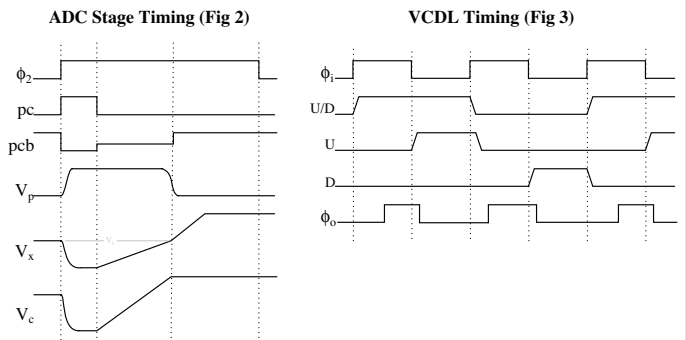 ADC Stage Timing (Fig 2)
ϕ2
pc
pcb
Vp
Vx
Vc
VCDL Timing (Fig 3)
ϕi
U/D
U
D
ϕo